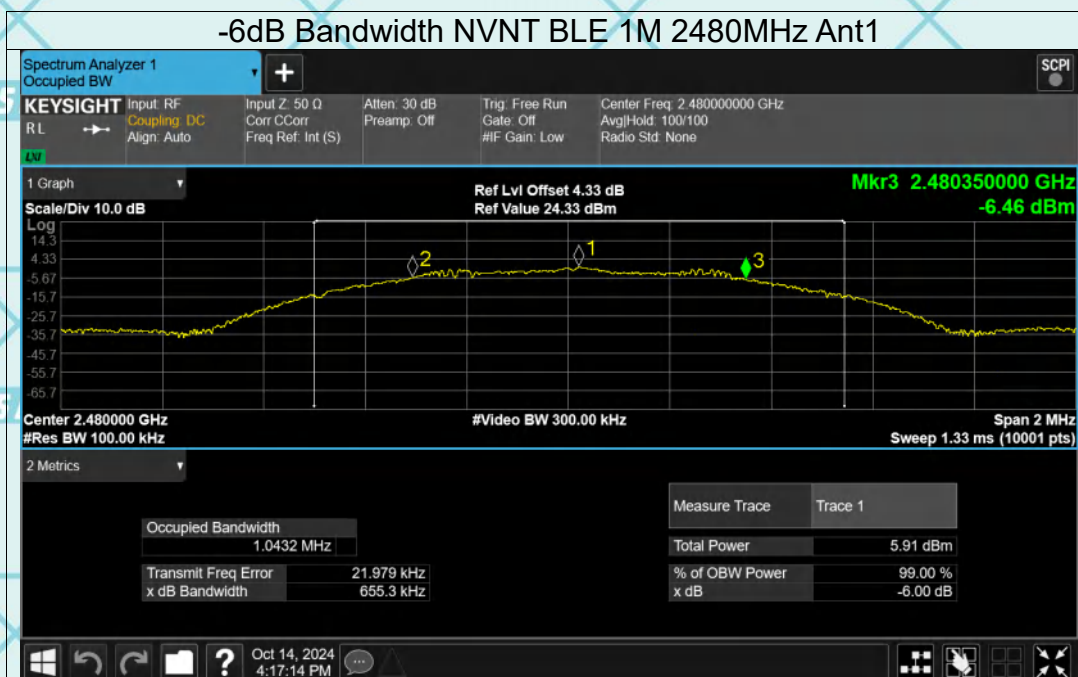 -6dB Bandwidth NVNT BLE 1M 2480MHz Ant1
Spectrum Analyzer 1
Occupied BW
+
SCPI
KEYSIGHT
RL
LXI
Input: RF
Coupling: DC
Align: Auto
Input Z: 50 Ω
Corr CCorr
Freq Ref: Int (S)
Atten: 30 dB
Preamp: Off
Trig: Free Run
Gate: Off
#IF Gain: Low
Center Freq: 2.480000000 GHz
Avg|Hold: 100/100
Radio Std: None
1 Graph
Scale/Div 10.0 dB
Ref Lvl Offset 4.33 dB
Ref Value 24.33 dBm
Mkr3 2.480350000 GHz
-6.46 dBm
Log
14.3
4.33
-5.67
-15.7
-25.7
-35.7
-45.7
-55.7
-65.7
2
1
3
Center 2.480000 GHz
#Res BW 100.00 kHz
#Video BW 300.00 kHz
Span 2 MHz
Sweep 1.33 ms (10001 pts)
2 Metrics
Occupied Bandwidth
1.0432 MHz
Transmit Freq Error 21.979 kHz
x dB Bandwidth 655.3 kHz
Measure Trace Trace 1
Total Power 5.91 dBm
% of OBW Power 99.00 %
x dB -6.00 dB
?
Oct 14, 2024
4:17:14 PM